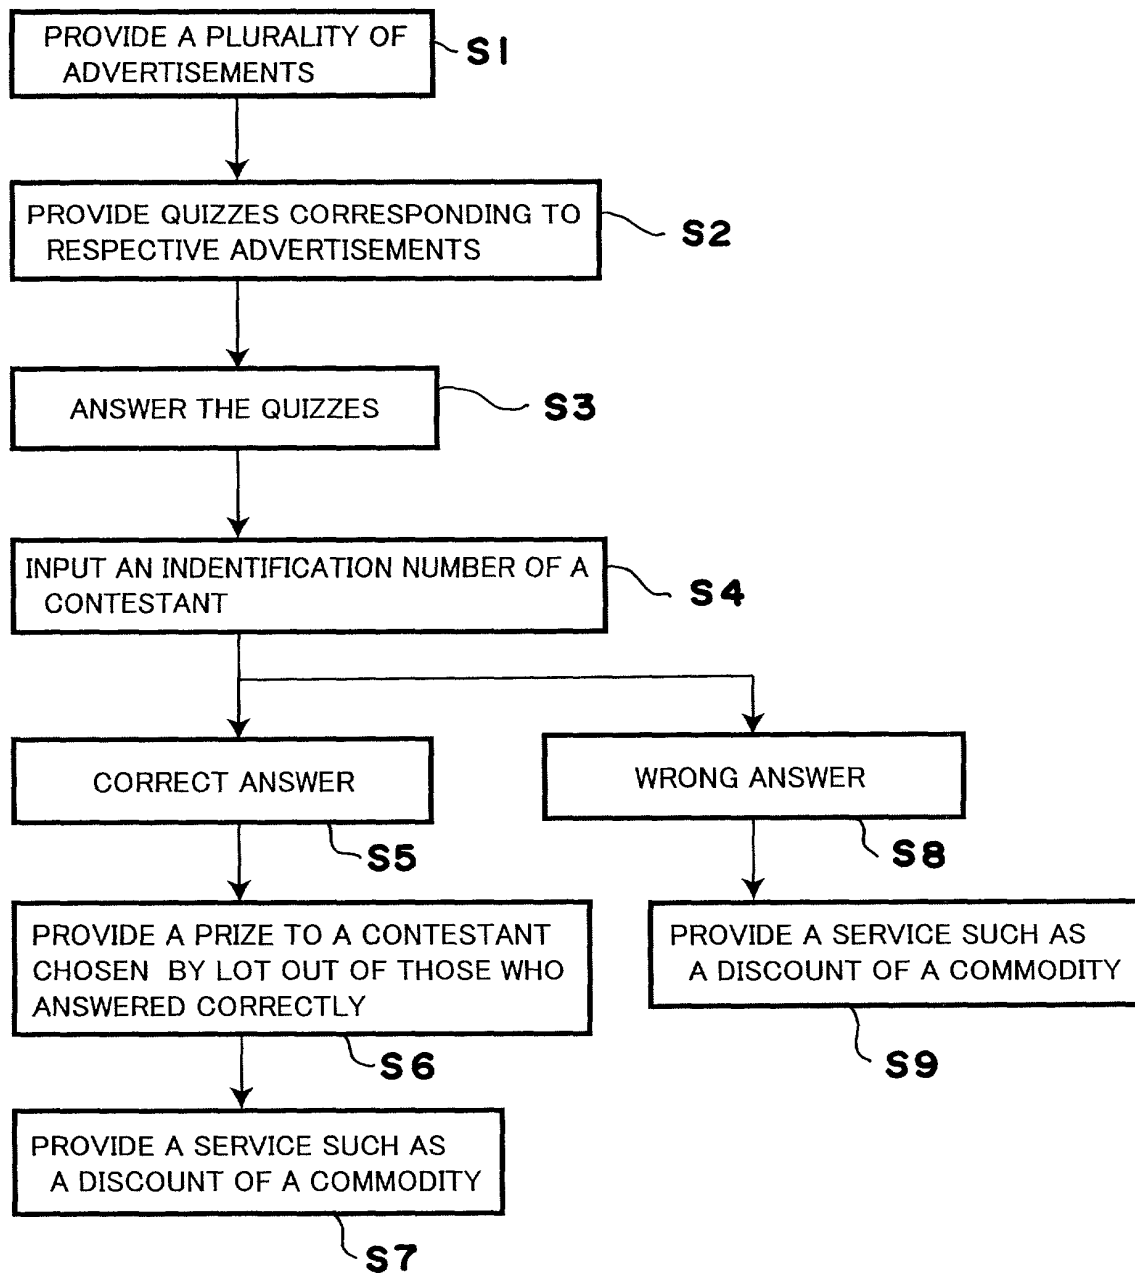 PROVIDE A PLURALITY OF
ADVERTISEMENTS
S1
PROVIDE QUIZZES CORRESPONDING TO
RESPECTIVE ADVERTISEMENTS
S2
ANSWER THE QUIZZES
S3
INPUT AN INDENTIFICATION NUMBER OF A
CONTESTANT
S4
CORRECT ANSWER
S5
WRONG ANSWER
S8
PROVIDE A PRIZE TO A CONTESTANT
CHOSEN BY LOT OUT OF THOSE WHO
ANSWERED CORRECTLY
S6
PROVIDE A SERVICE SUCH AS
A DISCOUNT OF A COMMODITY
S9
PROVIDE A SERVICE SUCH AS
A DISCOUNT OF A COMMODITY
S7